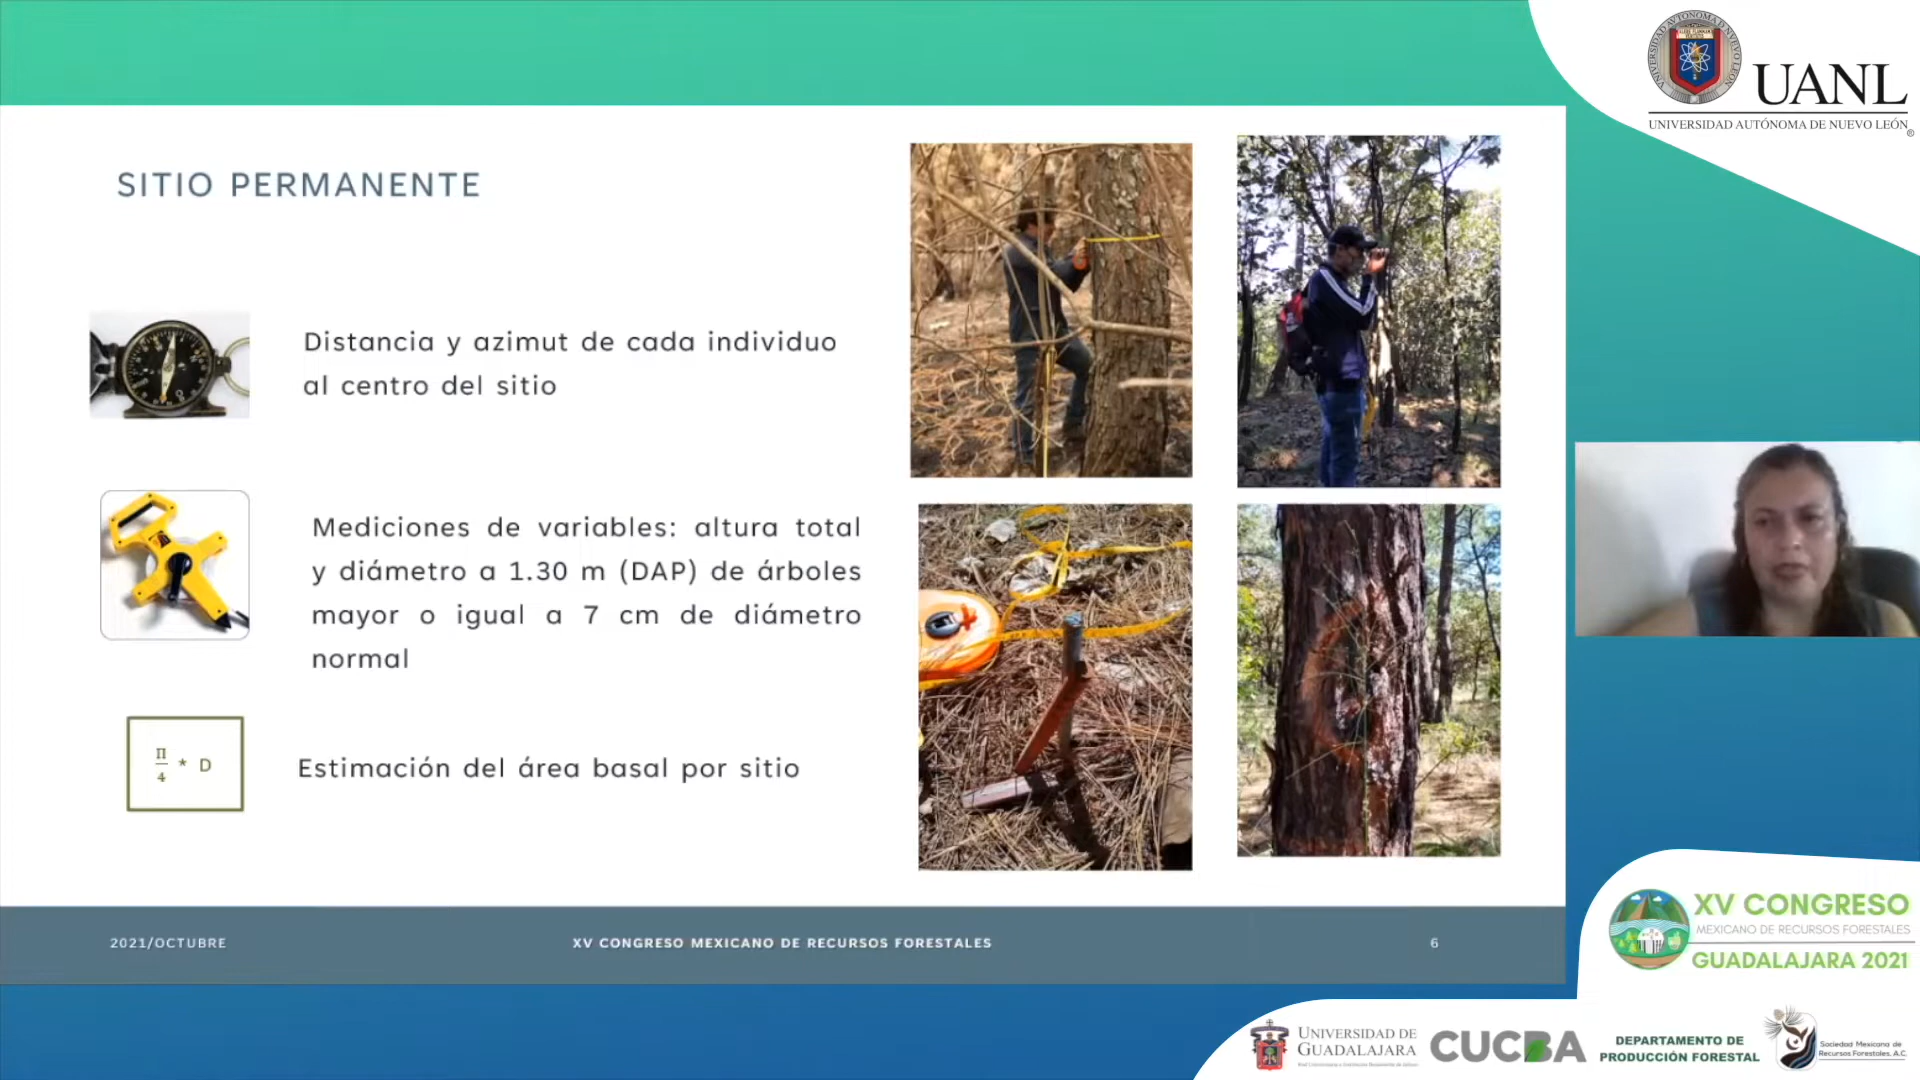 UANL
UNIVERSIDAD AUTÓNOMA DE NUEVO LEÓN
®
SITIO PERMANENTE
Distancia y azimut de cada individuo
al centro del sitio
Mediciones de variables: altura total
y diámetro a 1.30 m (DAP) de árboles
mayor o igual a 7 cm de diámetro
normal
Π/4 * D
Estimación del área basal por sitio
2021/OCTUBRE
XV CONGRESO MEXICANO DE RECURSOS FORESTALES
6
XV CONGRESO
MEXICANO DE RECURSOS FORESTALES
GUADALAJARA 2021
UNIVERSIDAD DE
GUADALAJARA
CUCBA
DEPARTAMENTO DE
PRODUCCIÓN FORESTAL
Sociedad Mexicana de
Recursos Forestales, A.C.